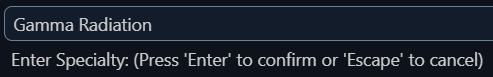 Gamma Radiation
Enter Specialty: (Press 'Enter' to confirm or 'Escape' to cancel)